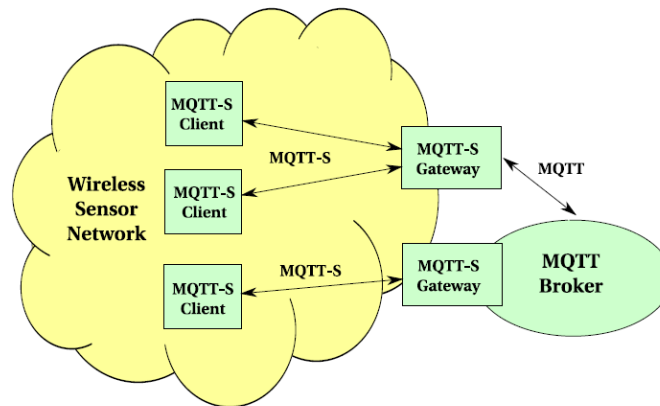 MQTT-S
Client
MQTT-S
MQTT-S
Gateway
MQTT
Wireless
Sensor
Network
MQTT-S
Client
MQTT-S
MQTT-S
Client
MQTT-S
Gateway
MQTT
Broker